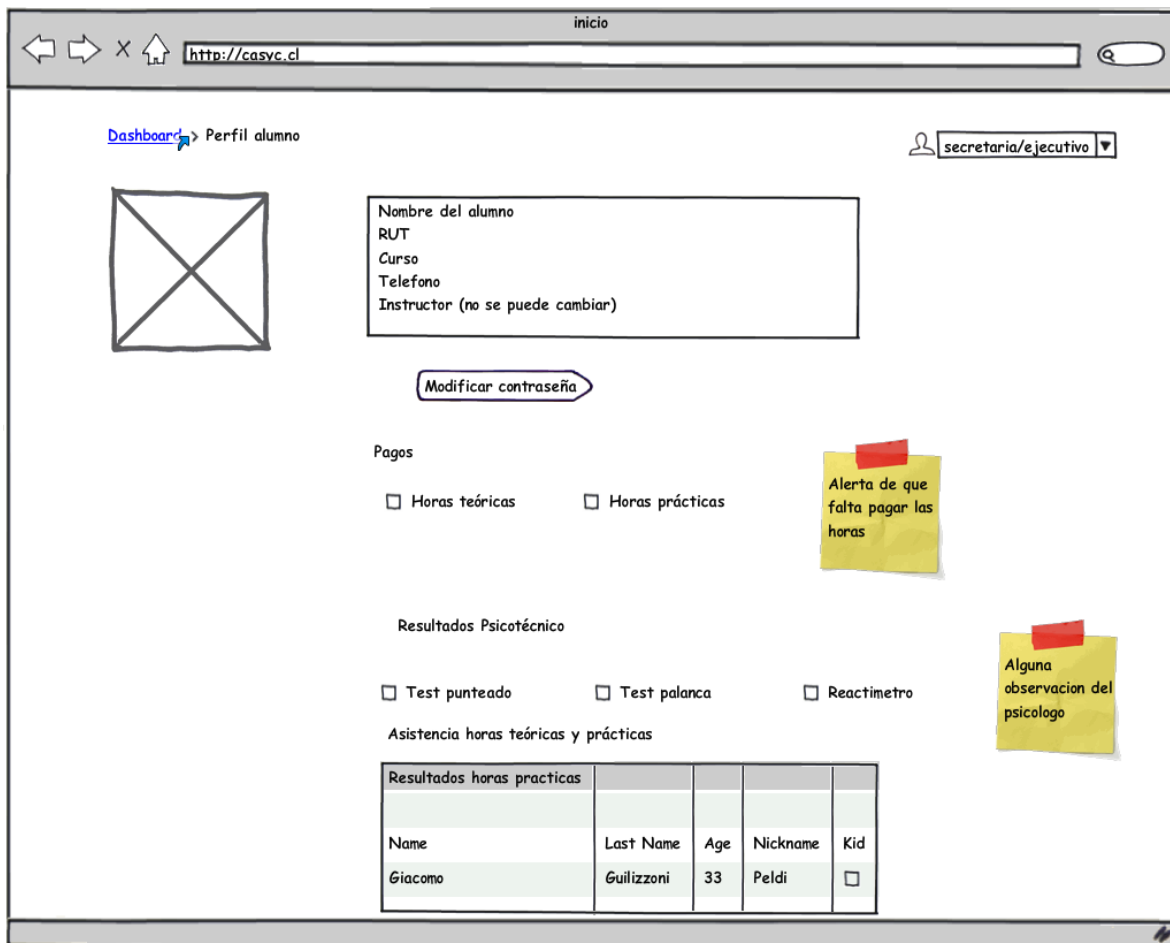 inicio
http://casyc.cl
Dashboard > Perfil alumno
secretaria/ejecutivo
Nombre del alumno
RUT
Curso
Telefono
Instructor (no se puede cambiar)
Modificar contraseña
Pagos
Horas teóricas
Horas prácticas
Alerta de que
falta pagar las
horas
Resultados Psicotécnico
Alguna
observacion del
psicologo
Test punteado
Test palanca
Reactimetro
Asistencia horas teóricas y prácticas
Resultados horas practicas
Name Last Name Age Nickname Kid
Giacomo Guilizzoni 33 Peldi